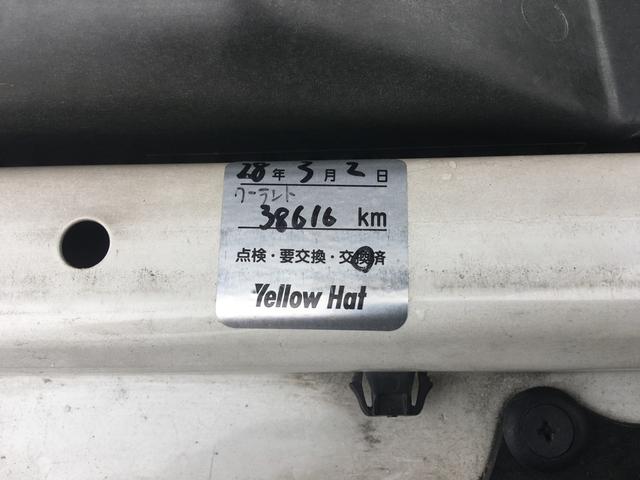 28年3月2日
クーラント
38616 km
点検・要交換・交換済
Yellow Hat